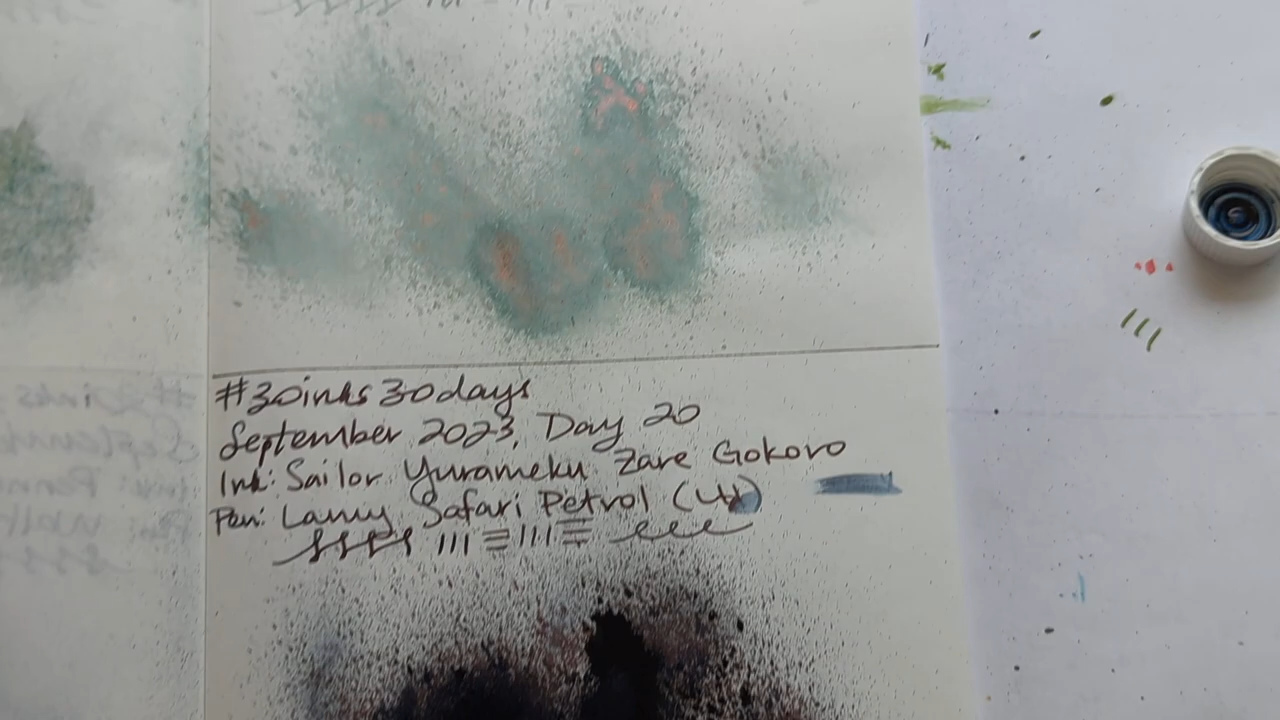 #30inks30days
September 2023, Day 20
Ink: Sailor Yurameku Zare Gokoro
Pen: Lamy Safari Petrol